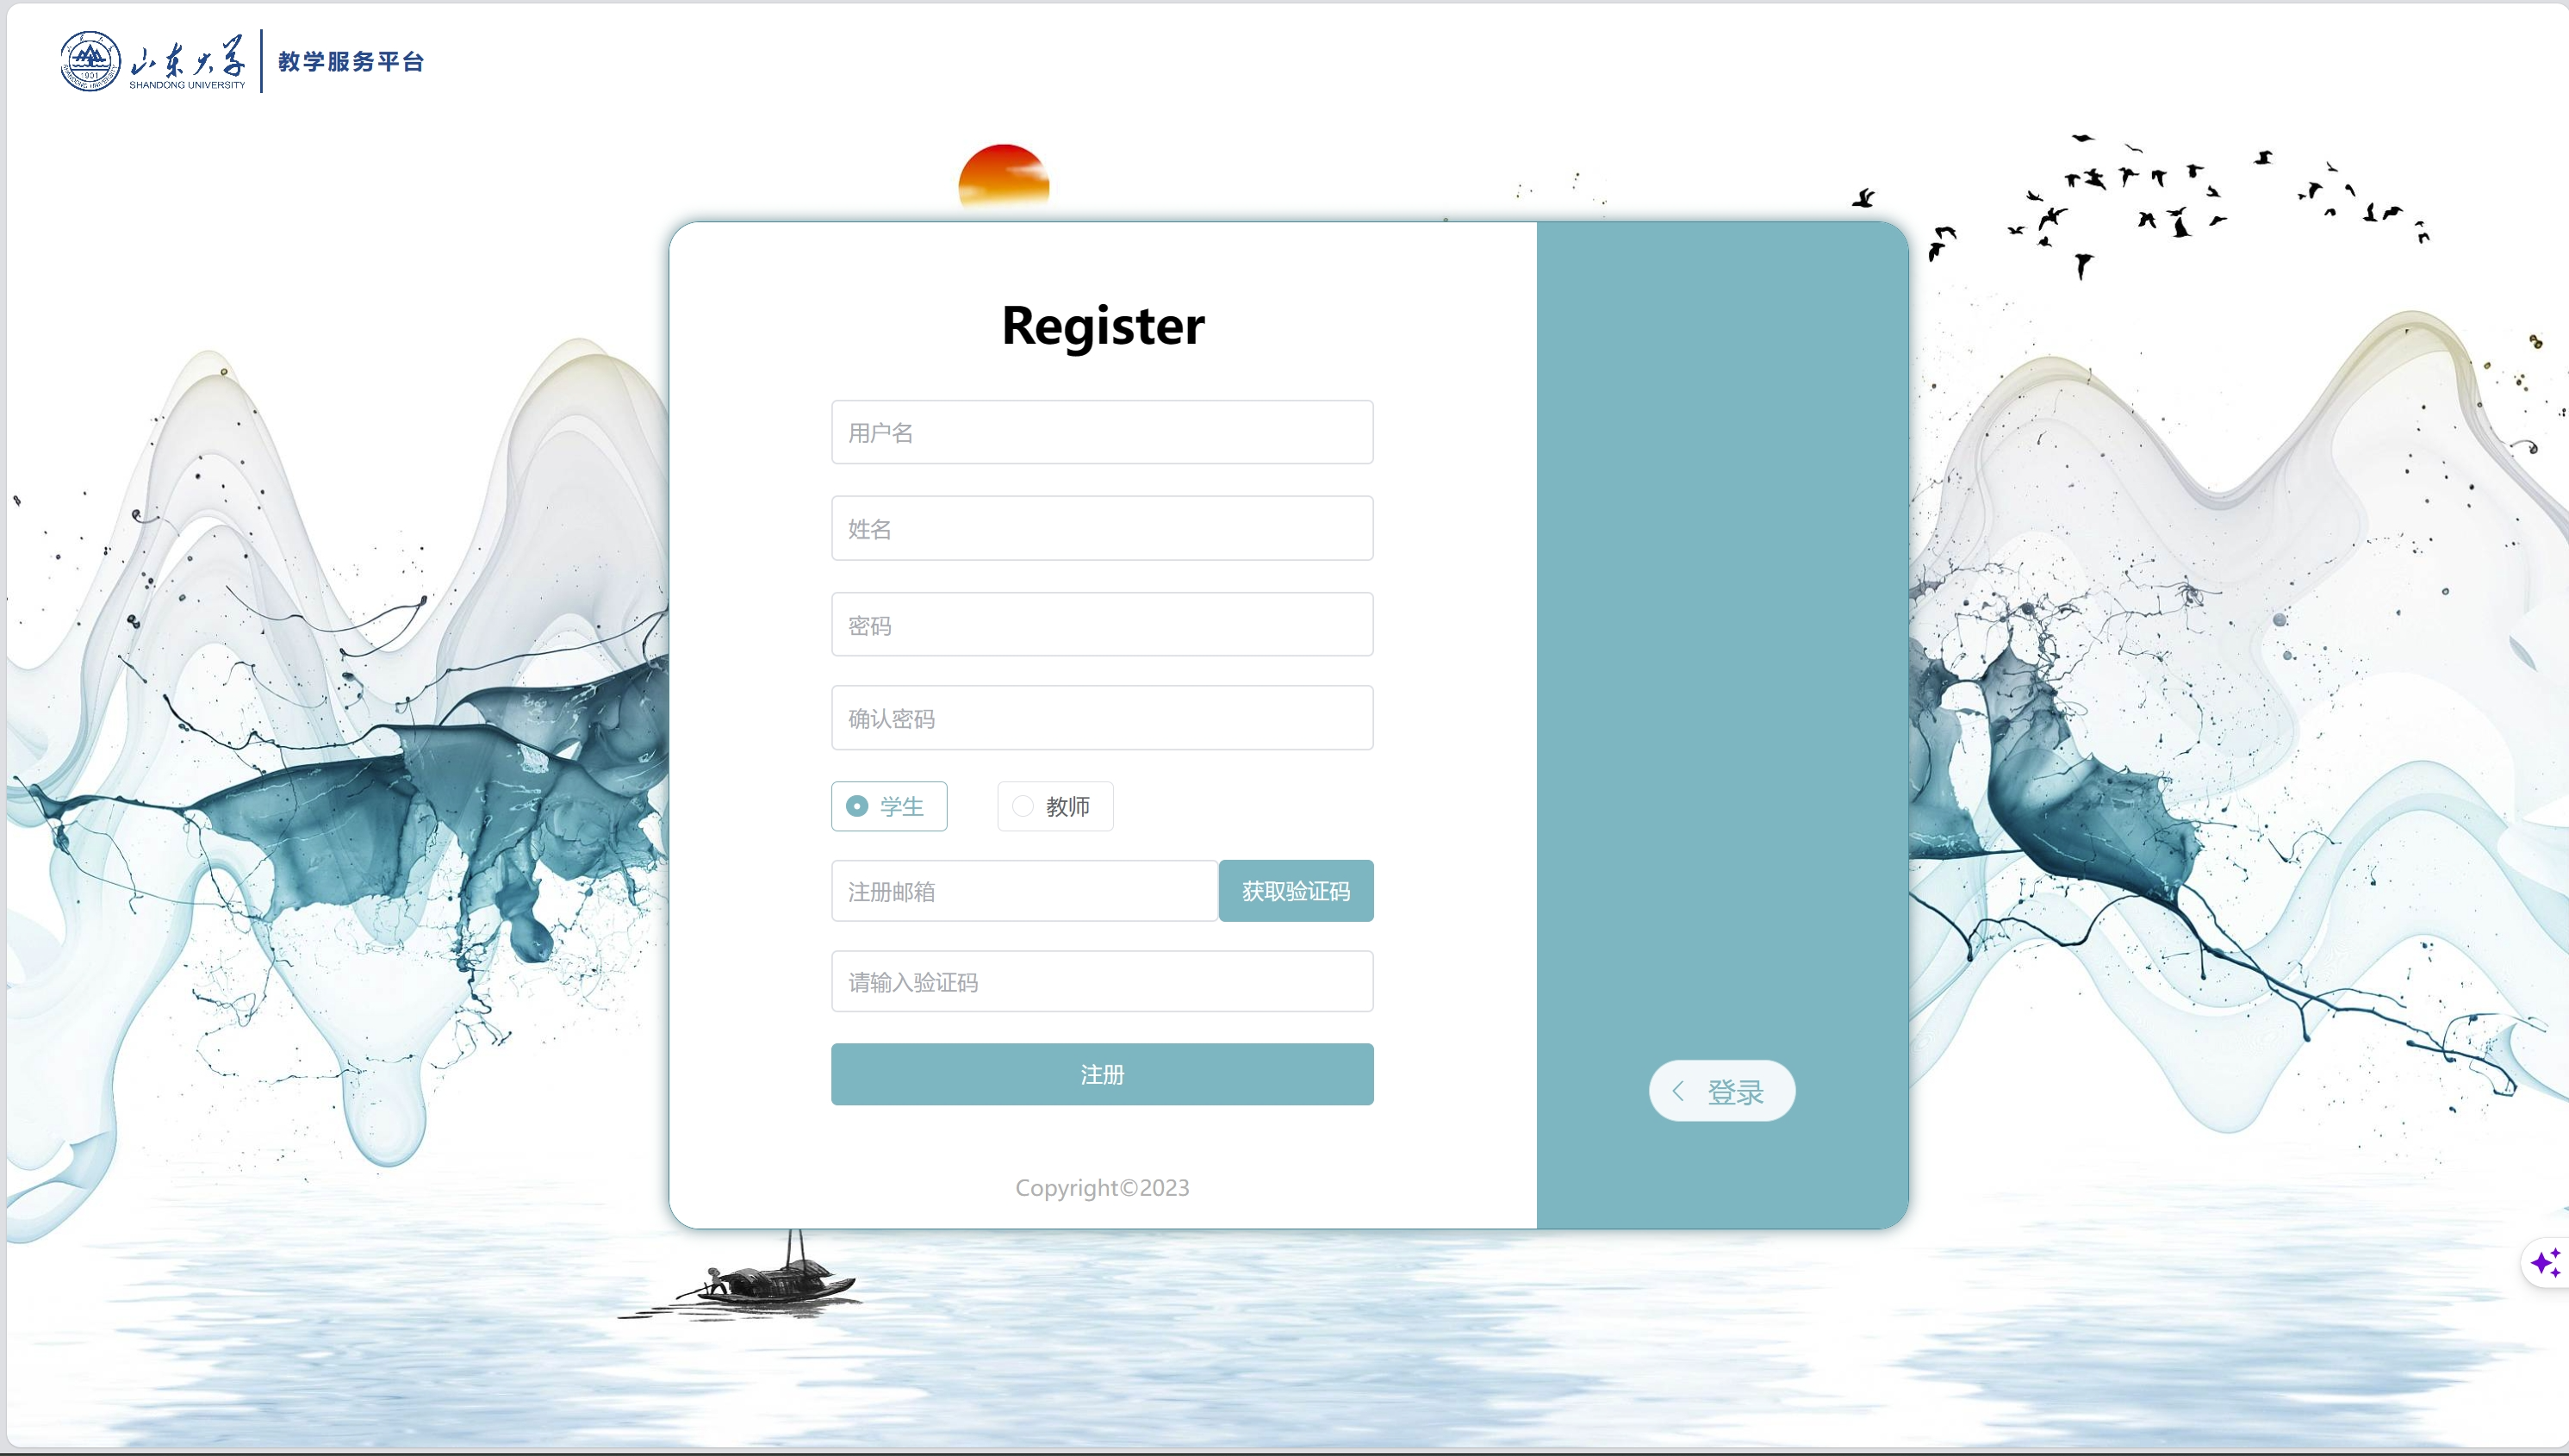 山东大学
SHANDONG UNIVERSITY
1901
教学服务平台
Register
用户名
姓名
密码
确认密码
学生 教师
注册邮箱 获取验证码
请输入验证码
注册
登录
Copyright©2023